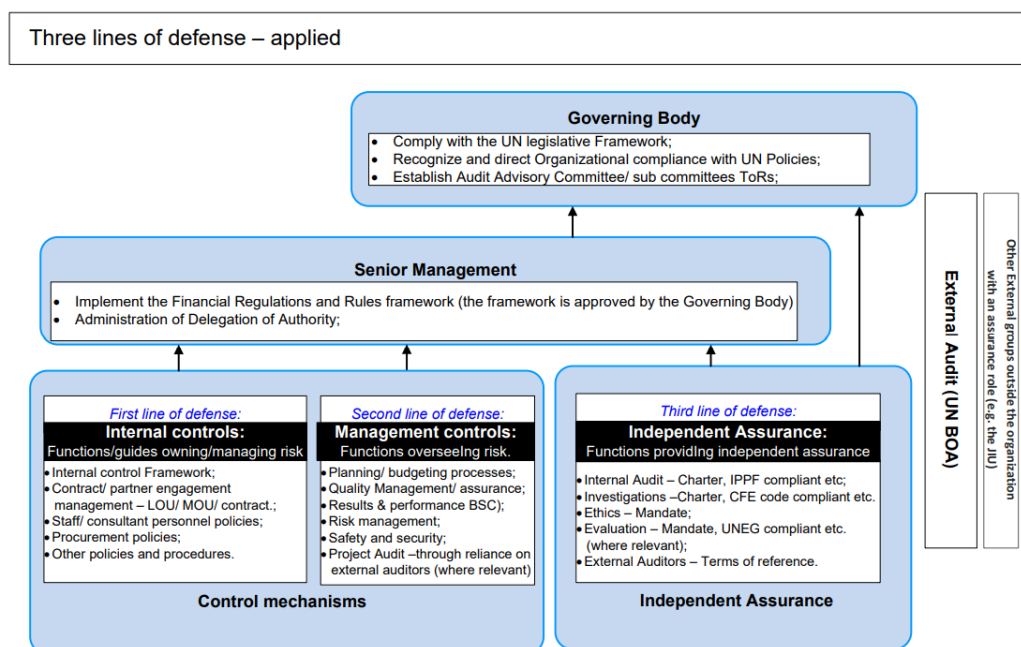 Three lines of defense – applied
Governing Body
• Comply with the UN legislative Framework;
• Recognize and direct Organizational compliance with UN Policies;
• Establish Audit Advisory Committee/ sub committees ToRs;
Senior Management
• Implement the Financial Regulations and Rules framework (the framework is approved by the Governing Body)
• Administration of Delegation of Authority;
First line of defense:
Internal controls:
Functions/guides owning/managing risk
• Internal control Framework;
• Contract/ partner engagement
management – LOU/ MOU/ contract.;
• Staff/ consultant personnel policies;
• Procurement policies;
• Other policies and procedures.
Second line of defense:
Management controls:
Functions overseeing risk.
• Planning/ budgeting processes;
• Quality Management/ assurance;
• Results & performance BSC);
• Risk management;
• Safety and security;
• Project Audit –through reliance on
external auditors (where relevant)
Control mechanisms
Third line of defense:
Independent Assurance:
Functions providing independent assurance
• Internal Audit – Charter, IPPF compliant etc;
• Investigations –Charter, CFE code compliant etc.
• Ethics – Mandate;
• Evaluation – Mandate, UNEG compliant etc.
(where relevant);
• External Auditors – Terms of reference.
Independent Assurance
External Audit (UN BOA)
Other External groups outside the organization
with an assurance role (e.g. the JIU)